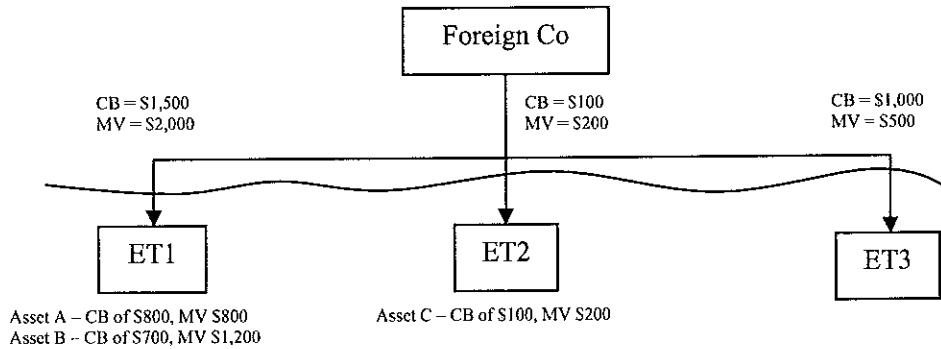 Foreign Co
CB = $1,500
MV = $2,000
CB = $100
MV = $200
CB = $1,000
MV = $500
ET1
ET2
ET3
Asset A – CB of $800, MV $800
Asset B – CB of $700, MV $1,200
Asset C – CB of $100, MV $200